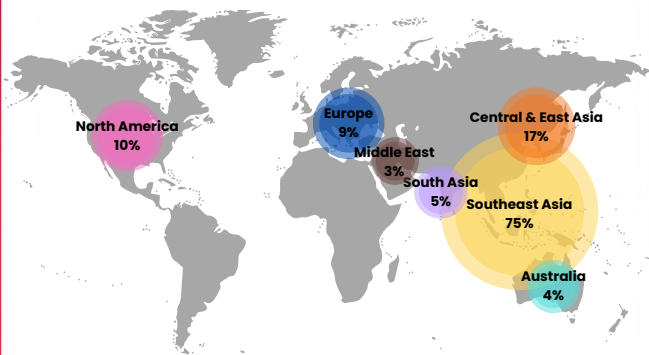 North America
10%
Europe
9%
Middle East
3%
South Asia
5%
Central & East Asia
17%
Southeast Asia
75%
Australia
4%